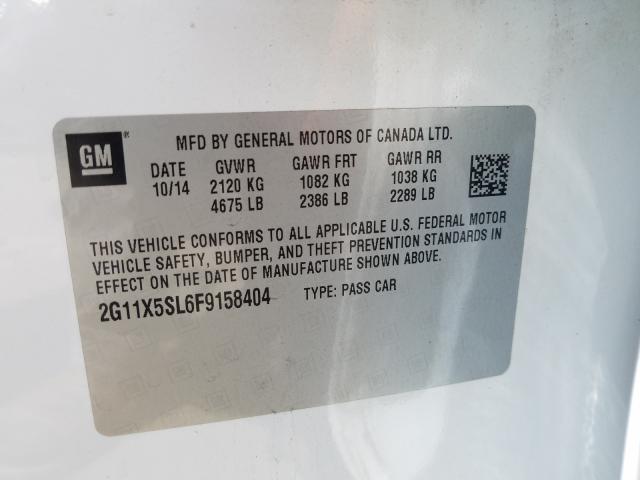 GM ®
MFD BY GENERAL MOTORS OF CANADA LTD.
DATE GVWR GAWR FRT GAWR RR
10/14 2120 KG 1082 KG 1038 KG
4675 LB 2386 LB 2289 LB
THIS VEHICLE CONFORMS TO ALL APPLICABLE U.S. FEDERAL MOTOR
VEHICLE SAFETY, BUMPER, AND THEFT PREVENTION STANDARDS IN
EFFECT ON THE DATE OF MANUFACTURE SHOWN ABOVE.
2G11X5SL6F9158404 TYPE: PASS CAR